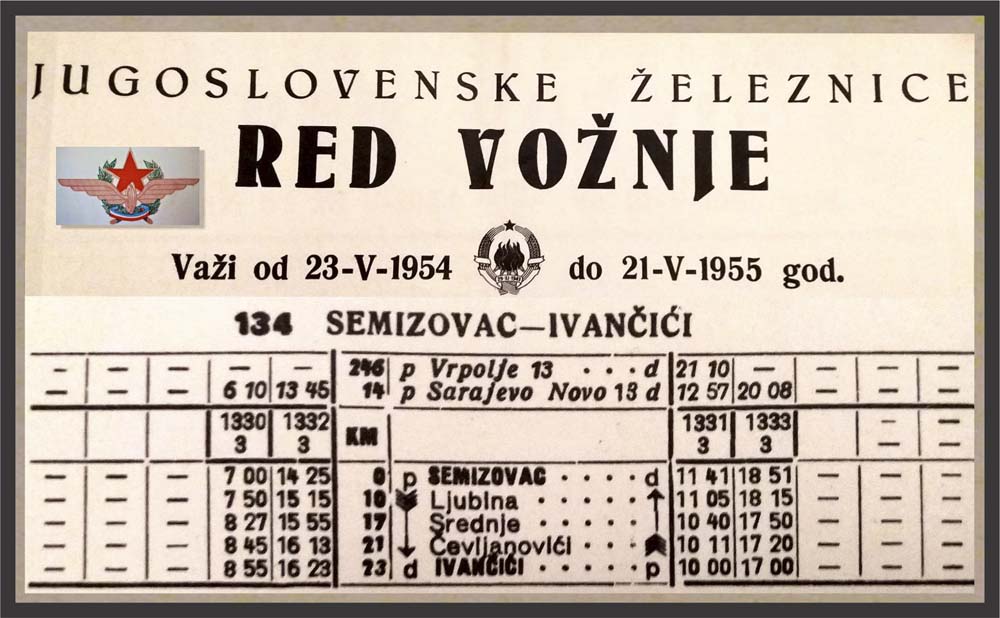 JUGOSLOVENSKE ŽELEZNICE
RED VOŽNJE
Važi od 23-V-1954 do 21-V-1955 god.
134 SEMIZOVAC—IVANČIĆI
— — — — — 246 p Vrpolje 13 · · · d 21 10 — — — —
— — — 6 10 13 45 14 p Sarajevo Novo 13 d 12 57 20 08 — — —
1330 1332 KM 1331 1333 — —
3 3 3 3 — —
— — — 7 00 14 25 0 p SEMIZOVAC · · · · d 11 41 18 51 — — —
— — — 7 50 15 15 10 Ljubina · · · · · 11 05 18 15 — — —
— — — 8 27 15 55 17 Srednje · · · · · 10 40 17 50 — — —
— — — 8 45 16 13 21 Čevljanovići · · · 10 11 17 20 — — —
— — — 8 55 16 23 23 d IVANČIĆI · · · · · p 10 00 17 00 — — —